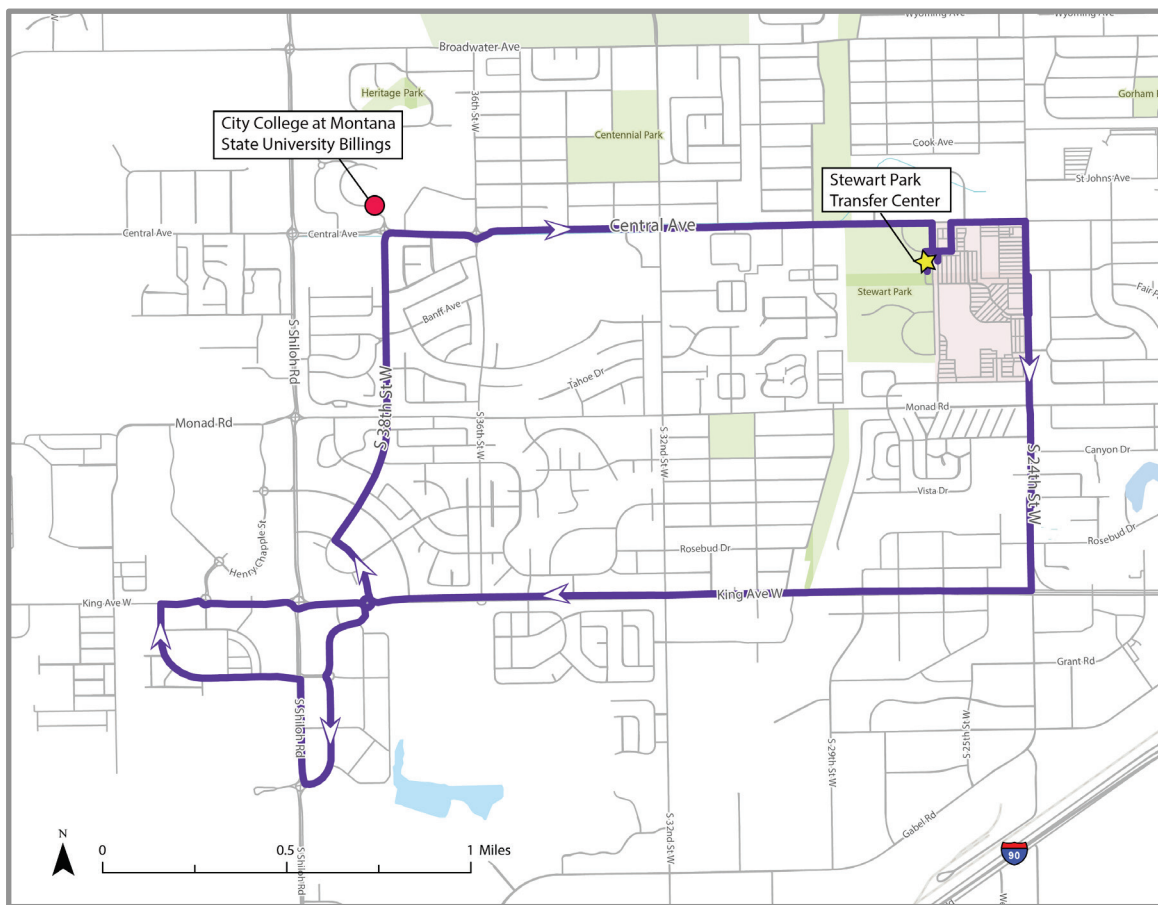 Wyoming Ave
Wyoming Ave
Broadwater Ave
Heritage Park
36th St W
Gorham
City College at Montana
State University Billings
Centennial Park
Cook Ave
Stewart Park
Transfer Center
St Johns Ave
Central Ave
Central Ave
Central Ave
Stewart Park
Banff Ave
S Shiloh Rd
Tahoe Dr
S 38th St W
Monad Rd
Monad Rd
S 36th St W
S 32nd St W
S 24th St W
Canyon Dr
Vista Dr
Henry Chapple St
Rosebud Dr
Rosebud Dr
King Ave W
King Ave W
Grant Rd
S Shiloh Rd
S 25th St W
S 29th St W
Gabel Rd
S 32nd St W
S Shiloh Rd
N
0 0.5 1 Miles
90